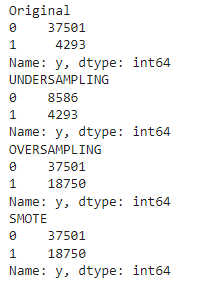 Original
0    37501
1     4293
Name: y, dtype: int64
UNDERSAMPLING
0    8586
1    4293
Name: y, dtype: int64
OVERSAMPLING
0    37501
1    18750
Name: y, dtype: int64
SMOTE
0    37501
1    18750
Name: y, dtype: int64